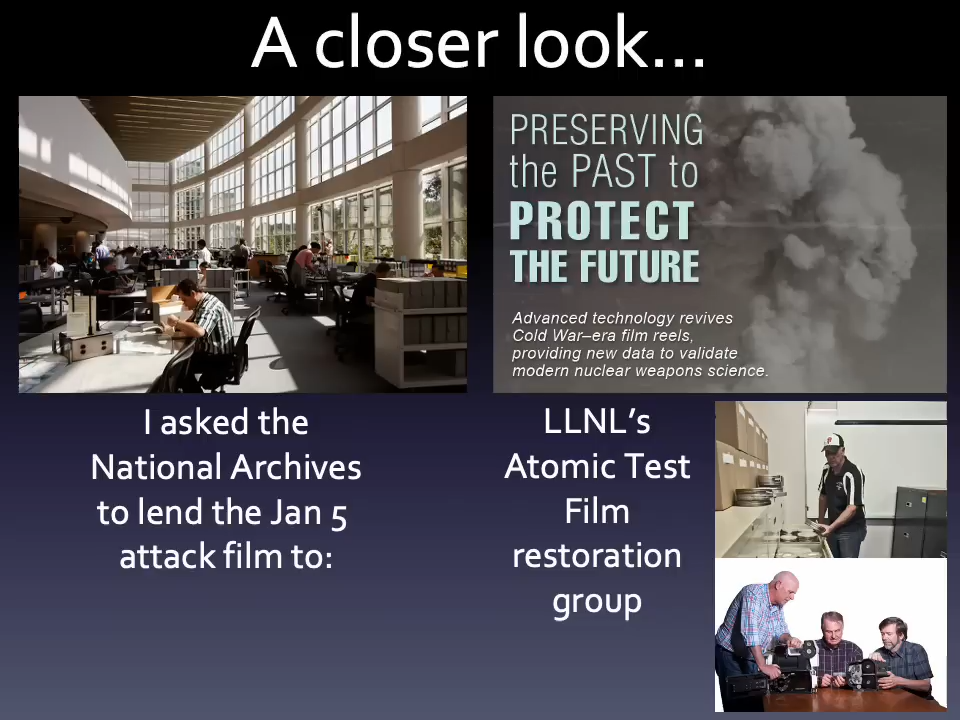 A closer look...
PRESERVING
the PAST to
PROTECT
THE FUTURE
Advanced technology revives
Cold War–era film reels,
providing new data to validate
modern nuclear weapons science.
I asked the
National Archives
to lend the Jan 5
attack film to:
LLNL’s
Atomic Test
Film
restoration
group